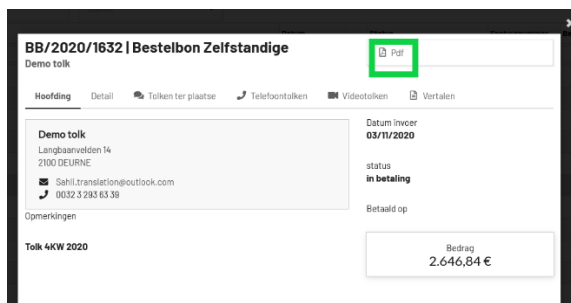 BB/2020/1632 | Bestelbon Zelfstandige
Demo tolk
Pdf
Hoofding Detail Tolken ter plaatse Telefoontolken Videotolken Vertalen
Demo tolk
Langbaanvelden 14
2100 DEURNE
Sahli.translation@outlook.com
0032 3 293 63 39
Opmerkingen
Tolk 4KW 2020
Datum invoer
03/11/2020
status
in betaling
Betaald op
Bedrag
2.646,84 €